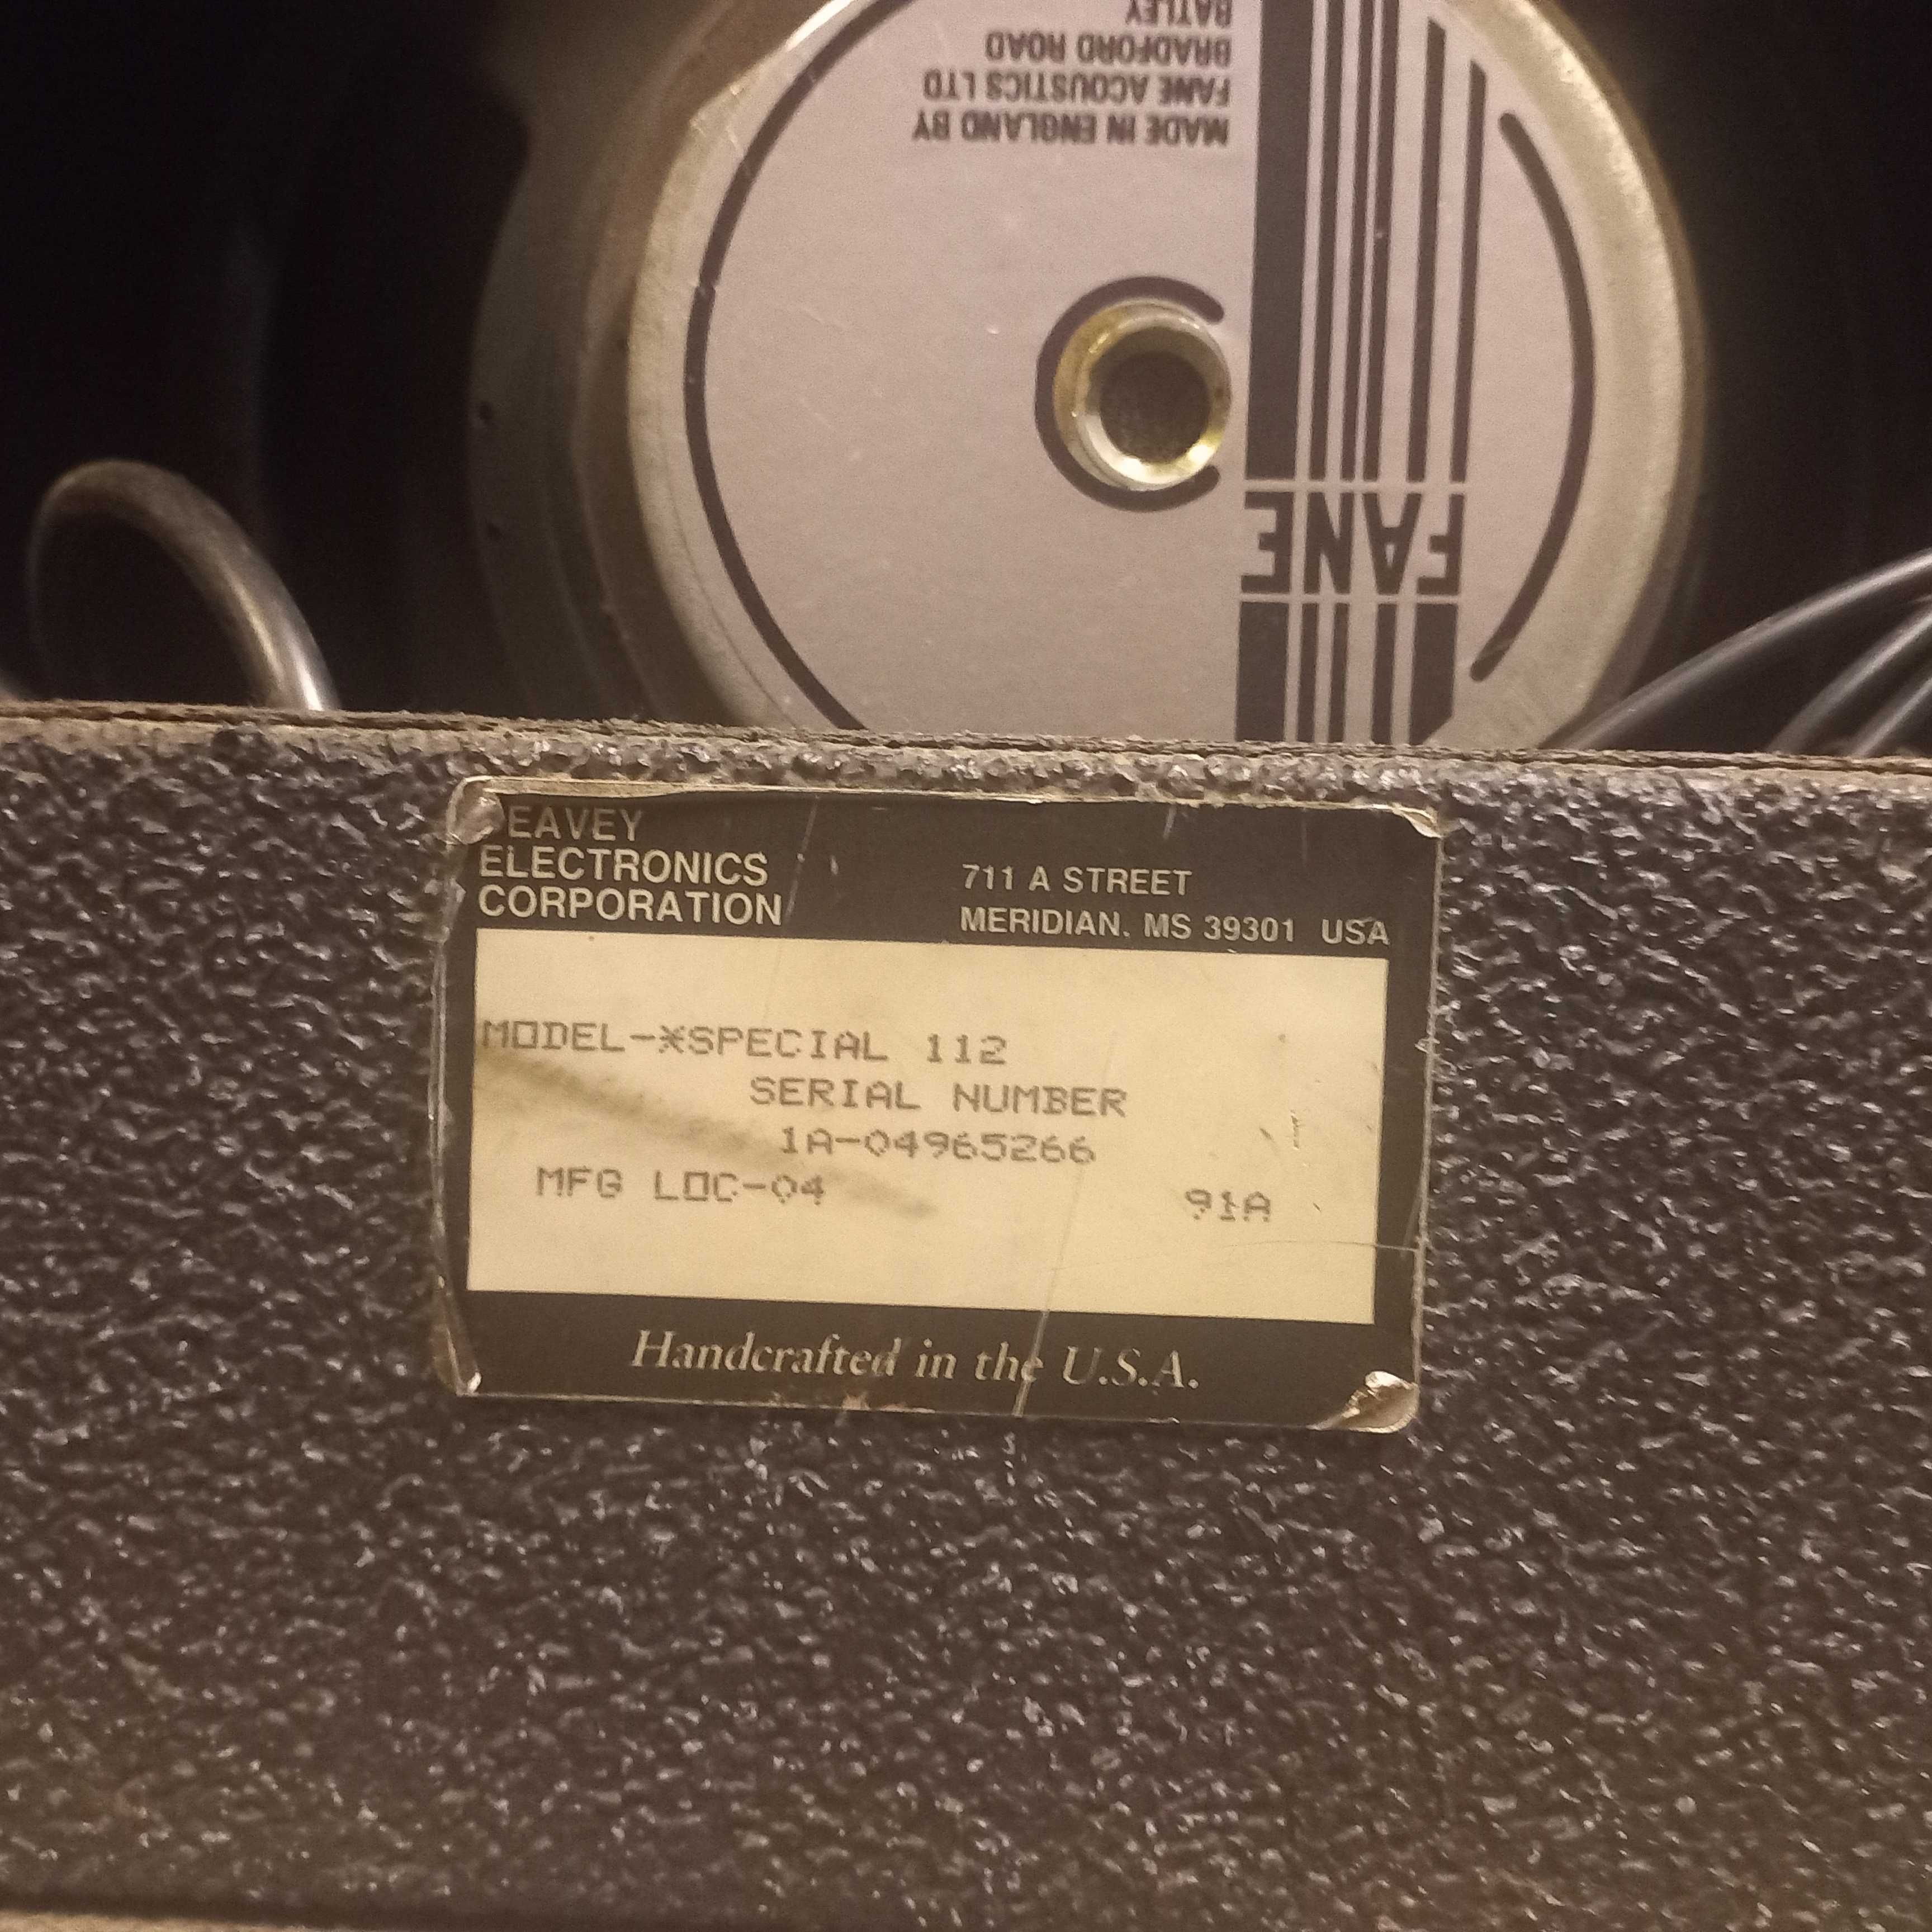 MADE IN ENGLAND BY
FANE ACOUSTICS LTD
BRADFORD ROAD
BATLEY
FANE
EAVEY
ELECTRONICS
CORPORATION
711 A STREET
MERIDIAN, MS 39301 USA
MODEL-*SPECIAL 112
SERIAL NUMBER
1A-04965266
MFG LOC-04 91A
Handcrafted in the U.S.A.